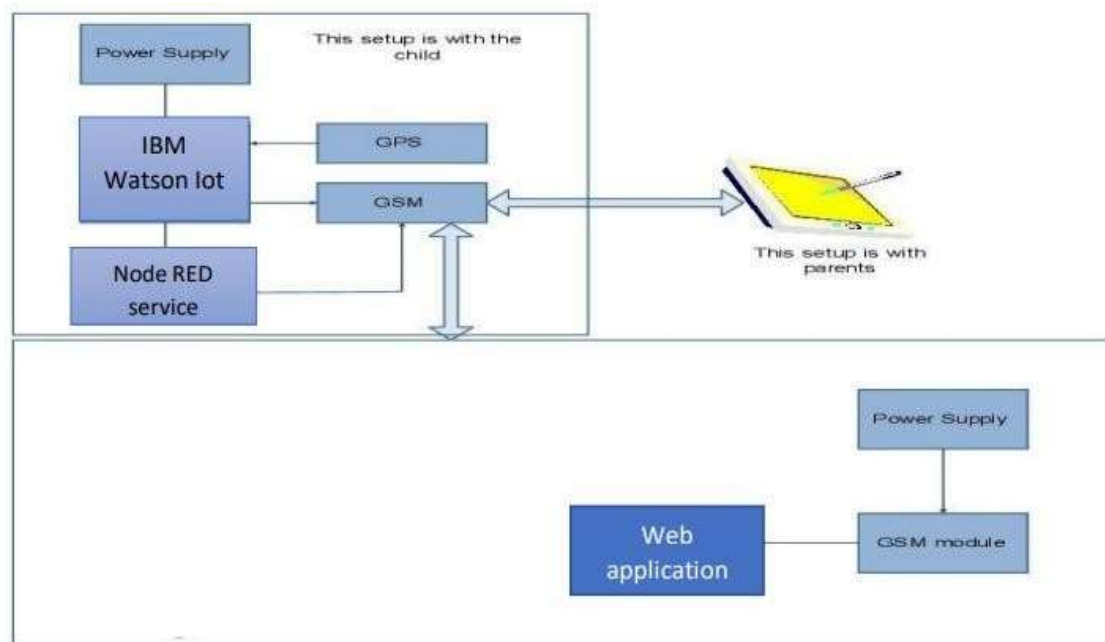 Power Supply
This setup is with the
child
IBM
Watson Iot
GPS
GSM
Node RED
service
This setup is with
parents
Power Supply
GSM module
Web
application